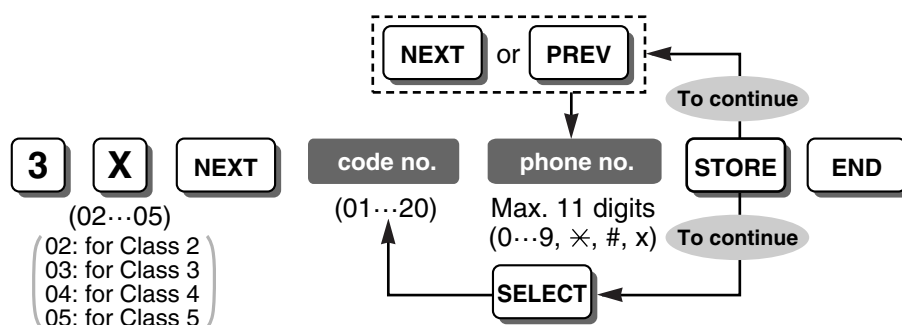 NEXT or PREV
To continue
3 X NEXT code no. phone no. STORE END
(02···05) (01···20) Max. 11 digits
(0···9, ✳, #, x) To continue
02: for Class 2
03: for Class 3
04: for Class 4
05: for Class 5
SELECT